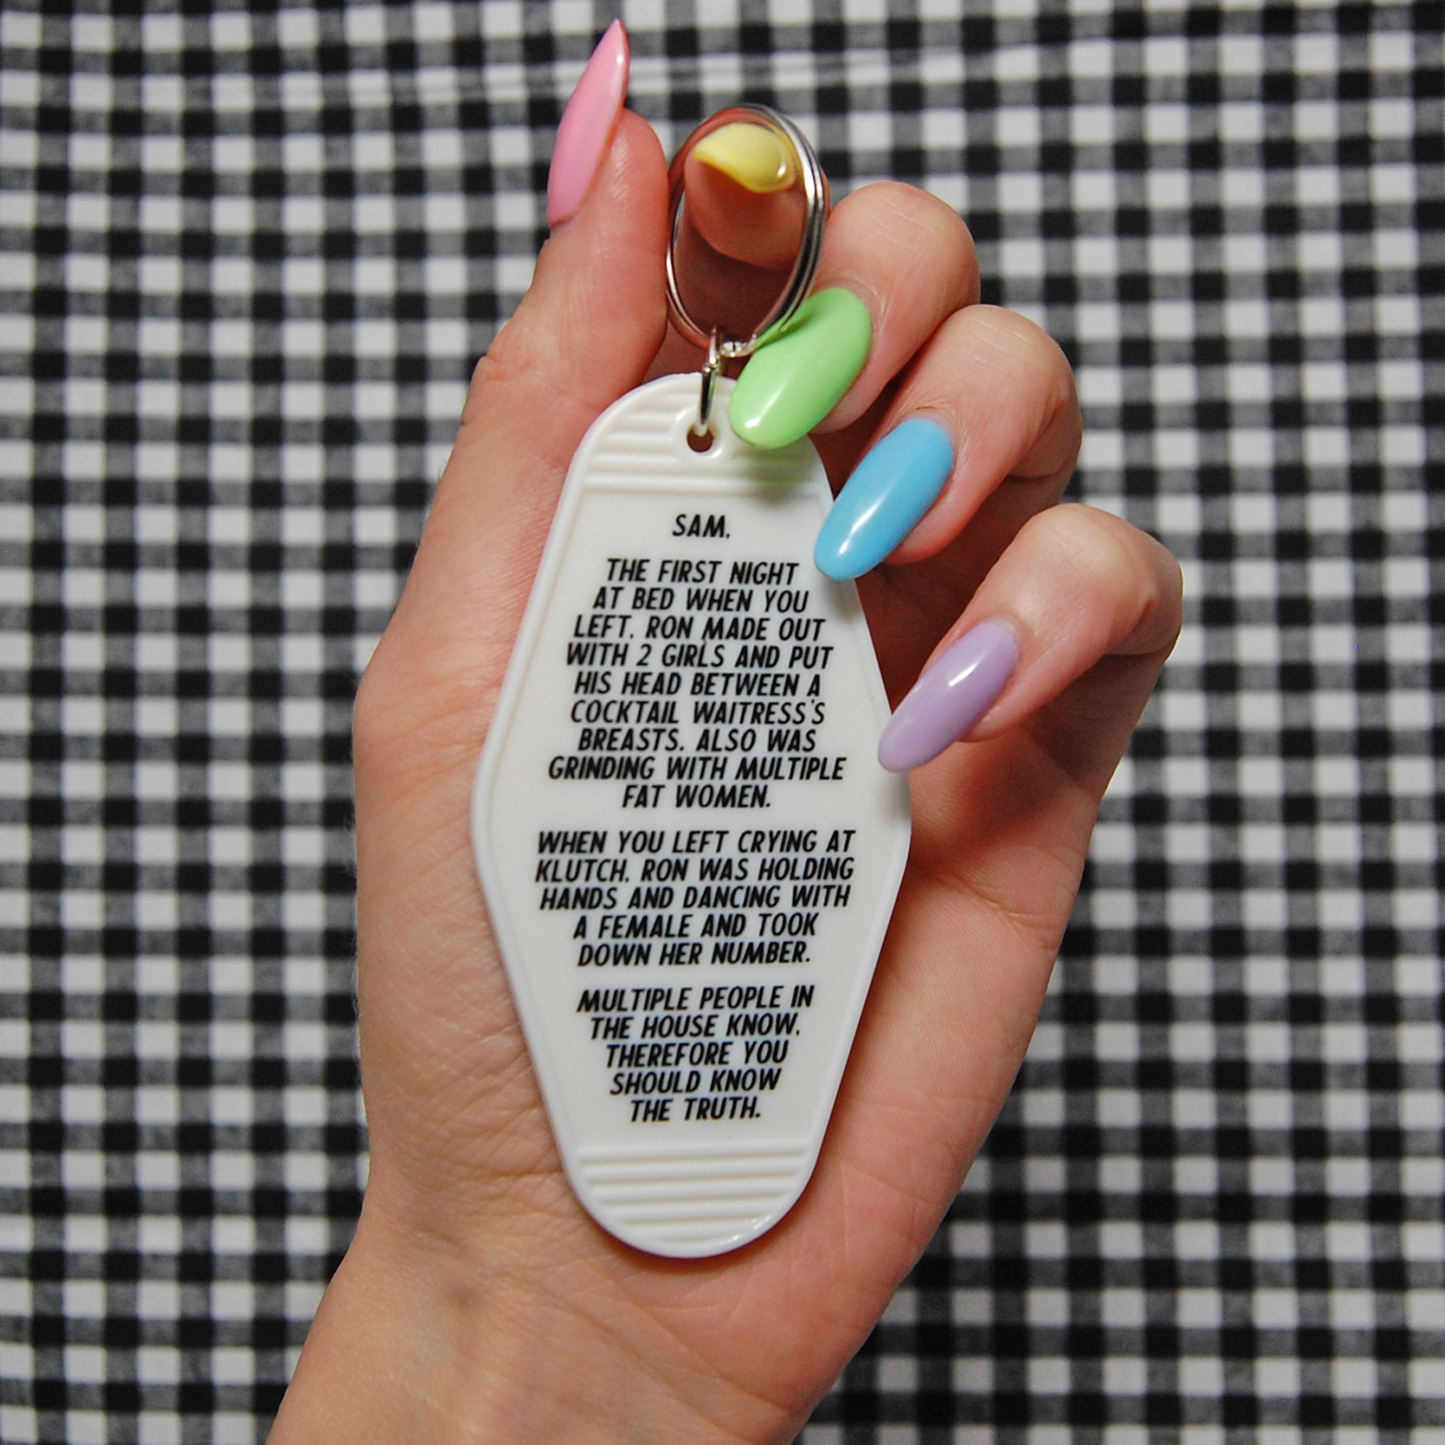 SAM,
THE FIRST NIGHT
AT BED WHEN YOU
LEFT, RON MADE OUT
WITH 2 GIRLS AND PUT
HIS HEAD BETWEEN A
COCKTAIL WAITRESS'S
BREASTS. ALSO WAS
GRINDING WITH MULTIPLE
FAT WOMEN.
WHEN YOU LEFT CRYING AT
KLUTCH, RON WAS HOLDING
HANDS AND DANCING WITH
A FEMALE AND TOOK
DOWN HER NUMBER.
MULTIPLE PEOPLE IN
THE HOUSE KNOW.
THEREFORE YOU
SHOULD KNOW
THE TRUTH.